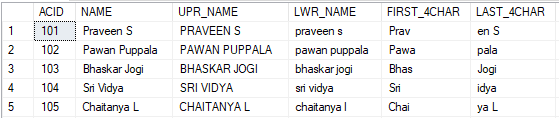 ACID NAME UPR_NAME LWR_NAME FIRST_4CHAR LAST_4CHAR
1 101 Praveen S PRAVEEN S praveen s Prav en S
2 102 Pawan Puppala PAWAN PUPPALA pawan puppala Pawa pala
3 103 Bhaskar Jogi BHASKAR JOGI bhaskar jogi Bhas Jogi
4 104 Sri Vidya SRI VIDYA sri vidya Sri idya
5 105 Chaitanya L CHAITANYA L chaitanya l Chai ya L